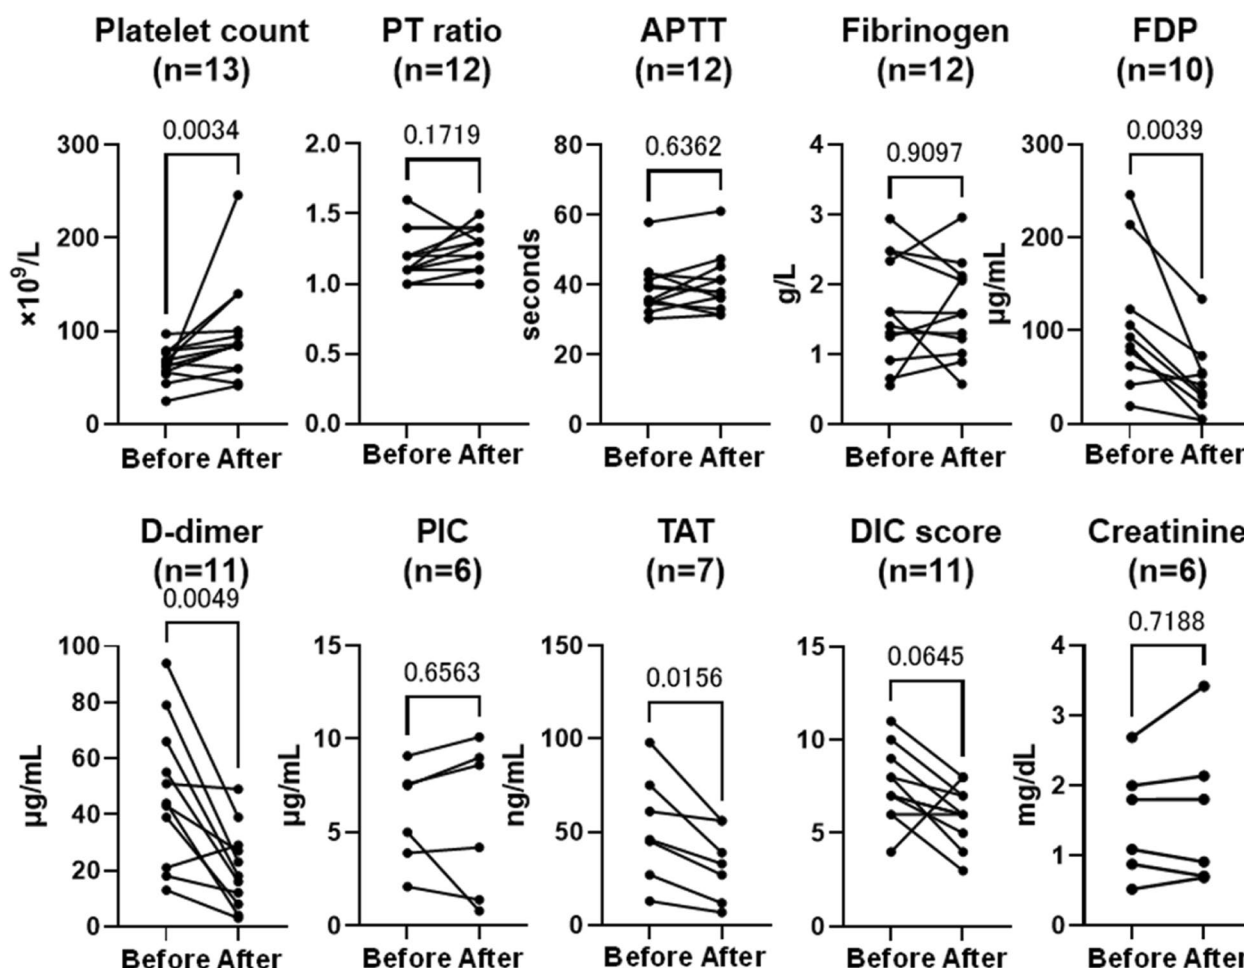 Platelet count
(n=13)
0.0034
300
200
100
0
×10⁹/L
Before After
PT ratio
(n=12)
0.1719
2.0
1.5
1.0
0.5
0.0
Before After
APTT
(n=12)
0.6362
80
60
40
20
0
seconds
Before After
Fibrinogen
(n=12)
0.9097
4
3
2
1
0
g/L
Before After
FDP
(n=10)
0.0039
300
200
100
0
µg/mL
Before After
D-dimer
(n=11)
0.0049
100
80
60
40
20
0
µg/mL
Before After
PIC
(n=6)
0.6563
15
10
5
0
µg/mL
Before After
TAT
(n=7)
0.0156
150
100
50
0
ng/mL
Before After
DIC score
(n=11)
0.0645
15
10
5
0
Before After
Creatinine
(n=6)
0.7188
4
3
2
1
0
mg/dL
Before After